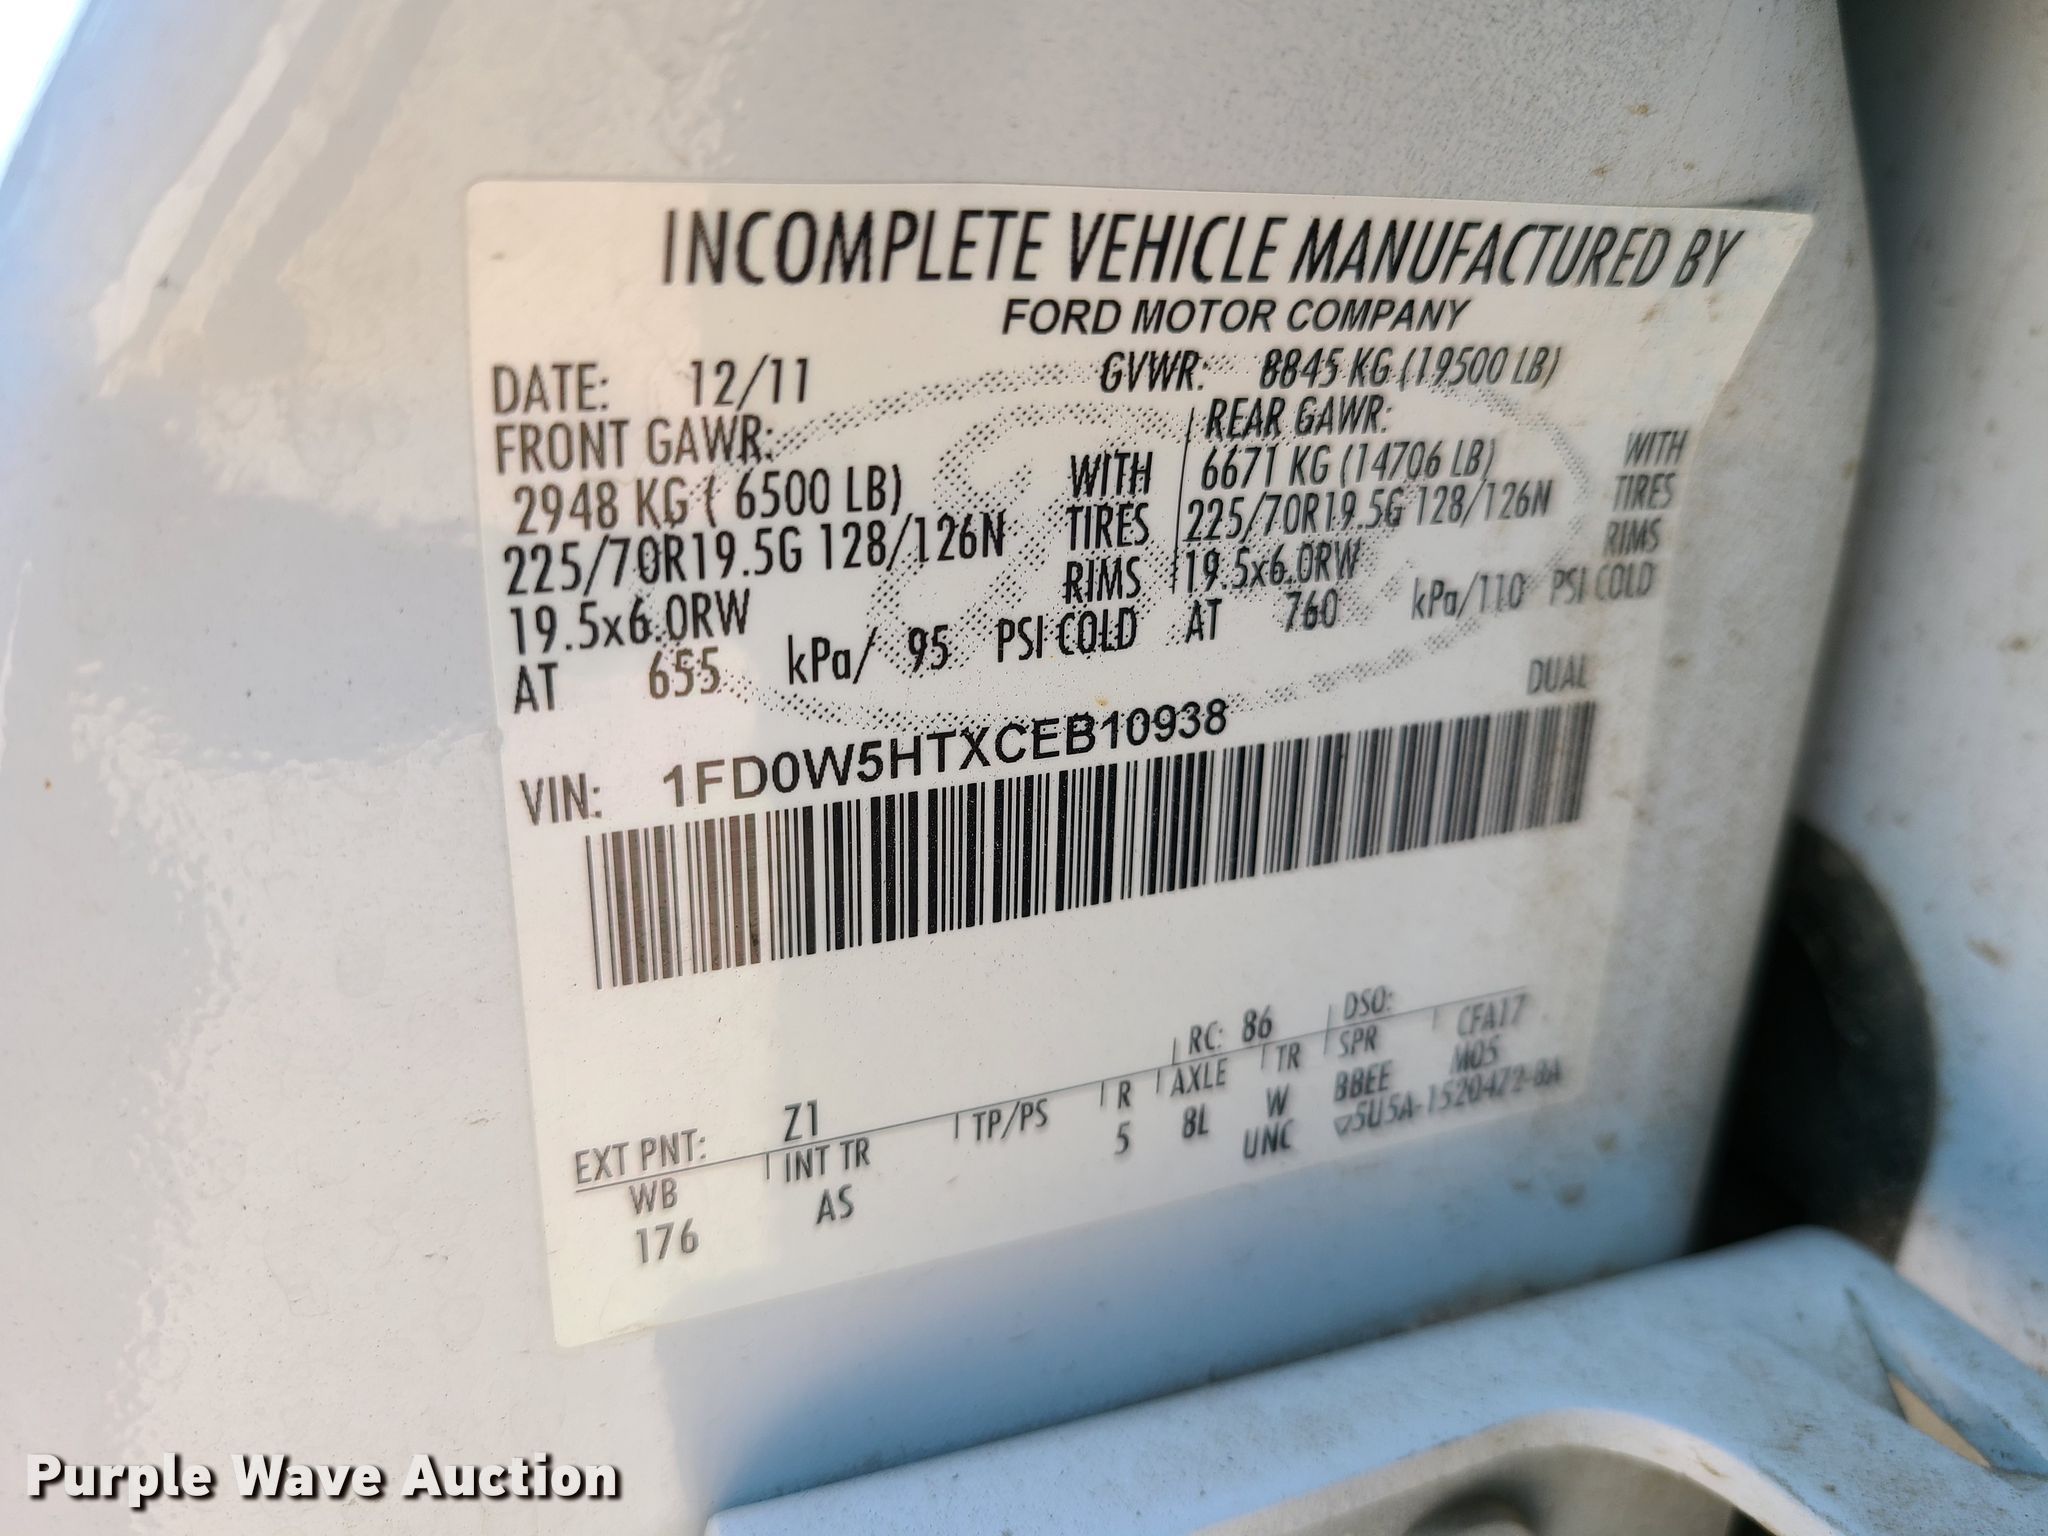 INCOMPLETE VEHICLE MANUFACTURED BY
FORD MOTOR COMPANY
DATE: 12/11 GVWR: 8845 KG (19500 LB)
FRONT GAWR: REAR GAWR:
2948 KG ( 6500 LB) WITH 6671 KG (14706 LB) WITH
225/70R19.5G 128/126N TIRES 225/70R19.5G 128/126N TIRES
19.5x6.0RW RIMS 19.5x6.0RW RIMS
AT 655 kPa/ 95 PSI COLD AT 760 kPa/110 PSI COLD
DUAL
VIN: 1FD0W5HTXCEB10938
EXT PNT: Z1 RC: 86 DSO:
WB INT TR TP/PS R AXLE TR SPR CFA17
176 AS 5 8L W BBEE M05
UNC ▽5U5A-1520472-BA
Purple Wave Auction